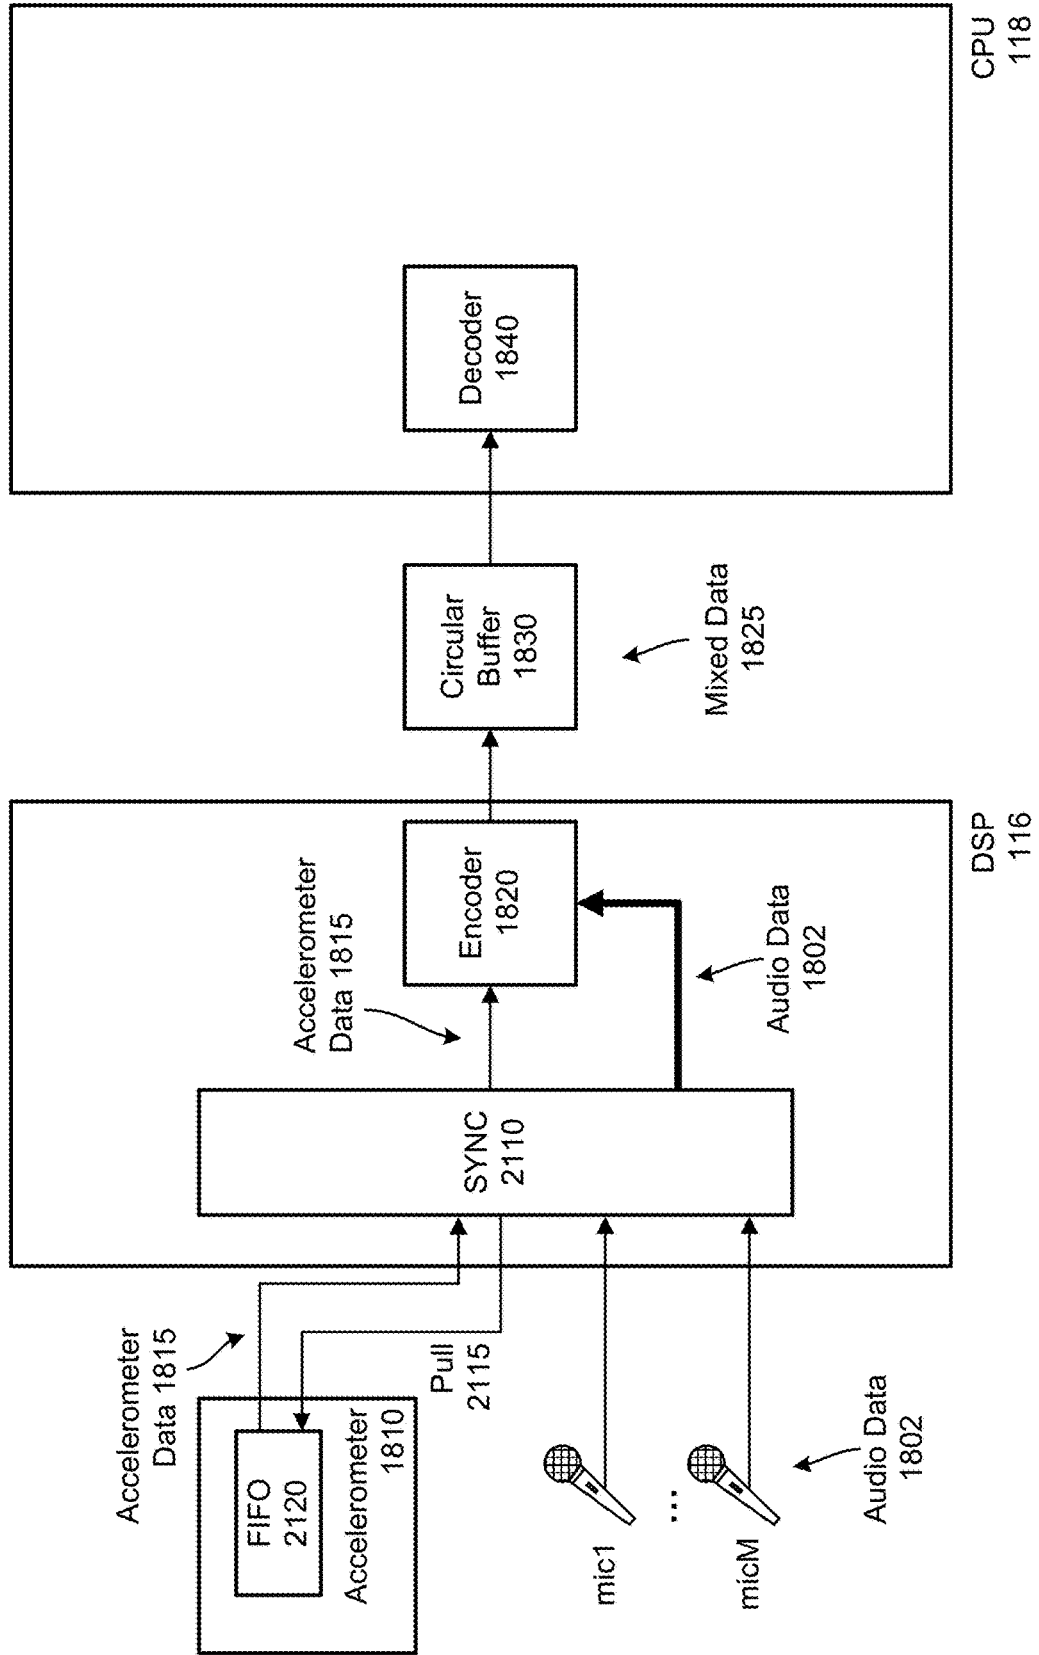 Accelerometer
Data 1815
FIFO
2120
Accelerometer
1810
Pull
2115
mic1
...
micM
Audio Data
1802
SYNC
2110
Accelerometer
Data 1815
Encoder
1820
Audio Data
1802
DSP
116
Circular
Buffer
1830
Mixed Data
1825
Decoder
1840
CPU
118